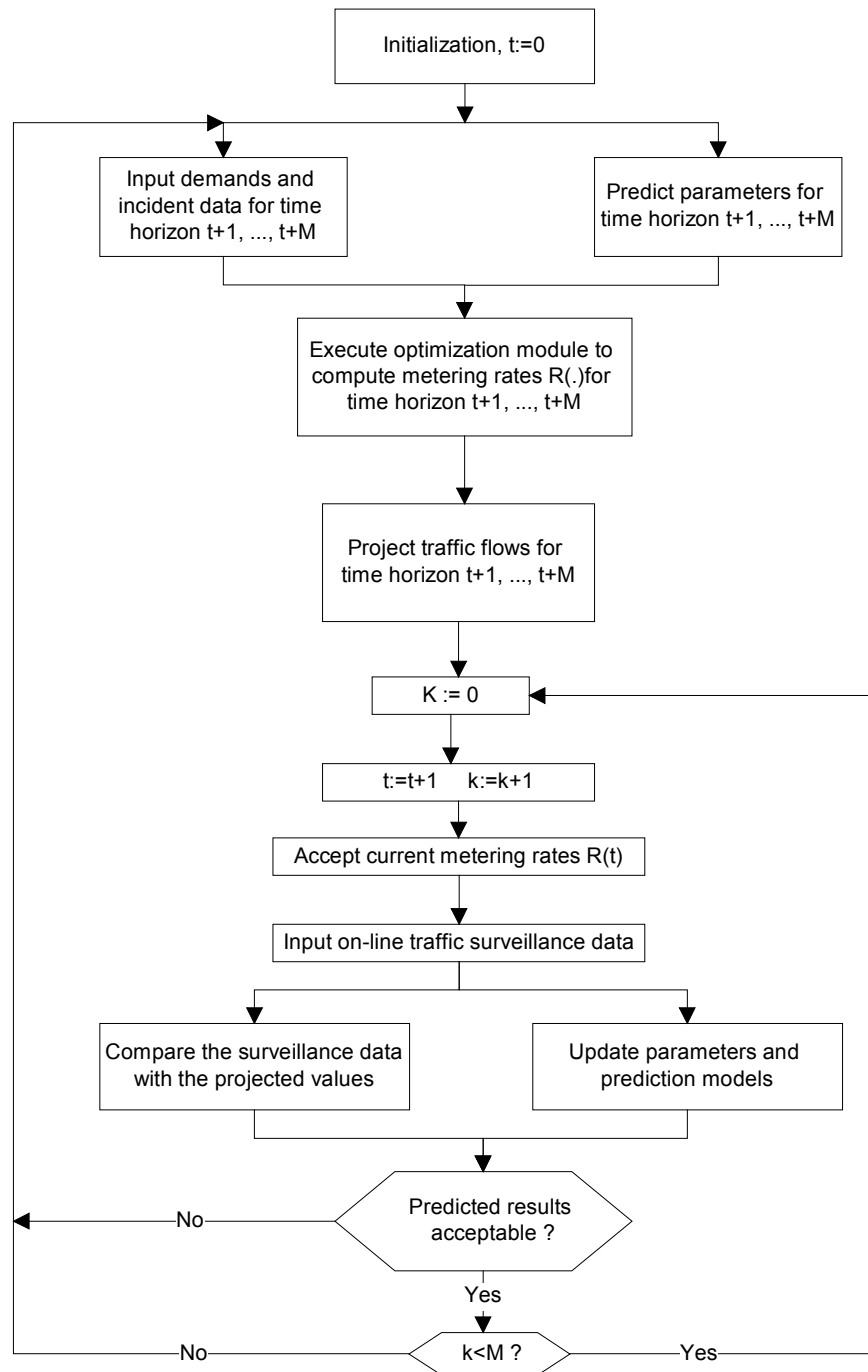 Initialization, t:=0
Input demands and
incident data for time
horizon t+1, ..., t+M
Predict parameters for
time horizon t+1, ..., t+M
Execute optimization module to
compute metering rates R(.)for
time horizon t+1, ..., t+M
Project traffic flows for
time horizon t+1, ..., t+M
K := 0
t:=t+1 k:=k+1
Accept current metering rates R(t)
Input on-line traffic surveillance data
Compare the surveillance data
with the projected values
Update parameters and
prediction models
Predicted results
acceptable ?
No
Yes
No
k<M ?
Yes